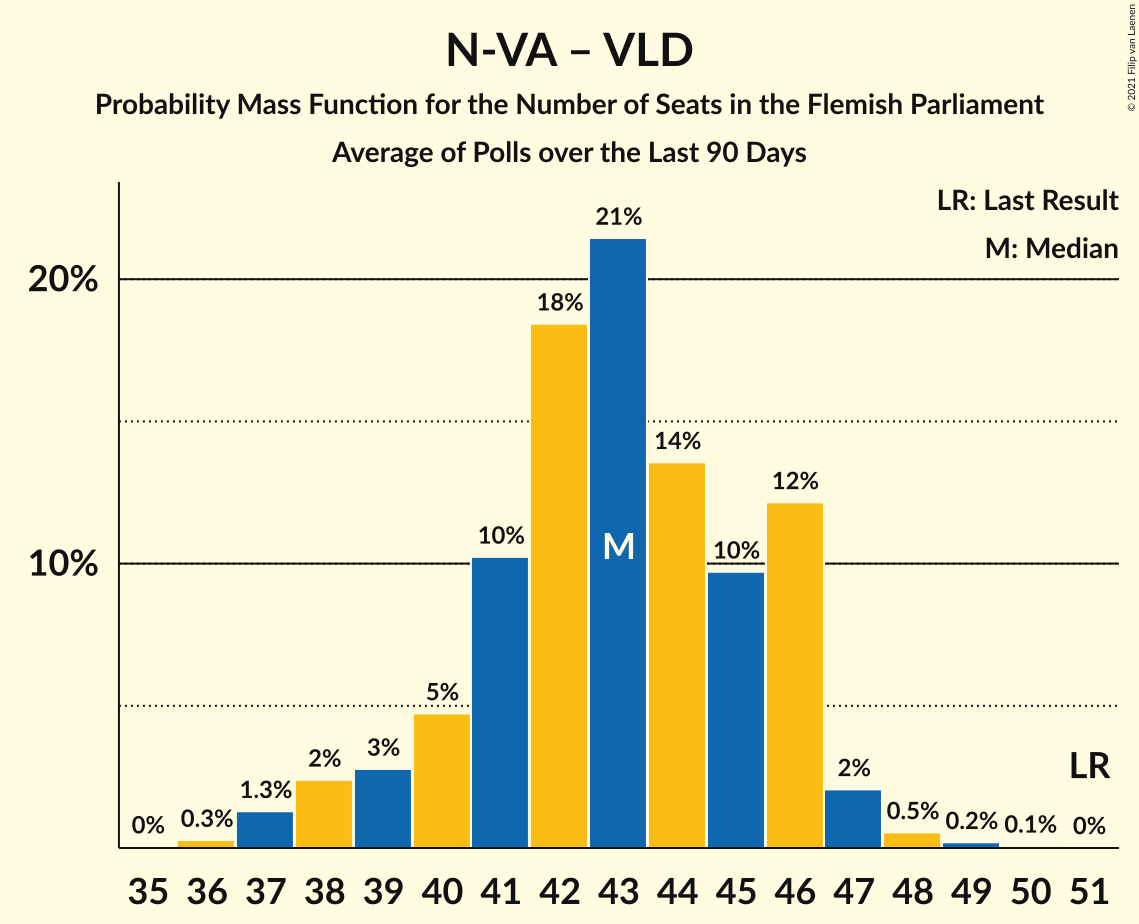 N-VA – VLD
Probability Mass Function for the Number of Seats in the Flemish Parliament
Average of Polls over the Last 90 Days
© 2021 Filip van Laenen
LR: Last Result
M: Median
20%
10%
0%
0.3%
1.3%
2%
3%
5%
10%
18%
21%
14%
10%
12%
2%
0.5%
0.2%
0.1%
0%
M
LR
35 36 37 38 39 40 41 42 43 44 45 46 47 48 49 50 51